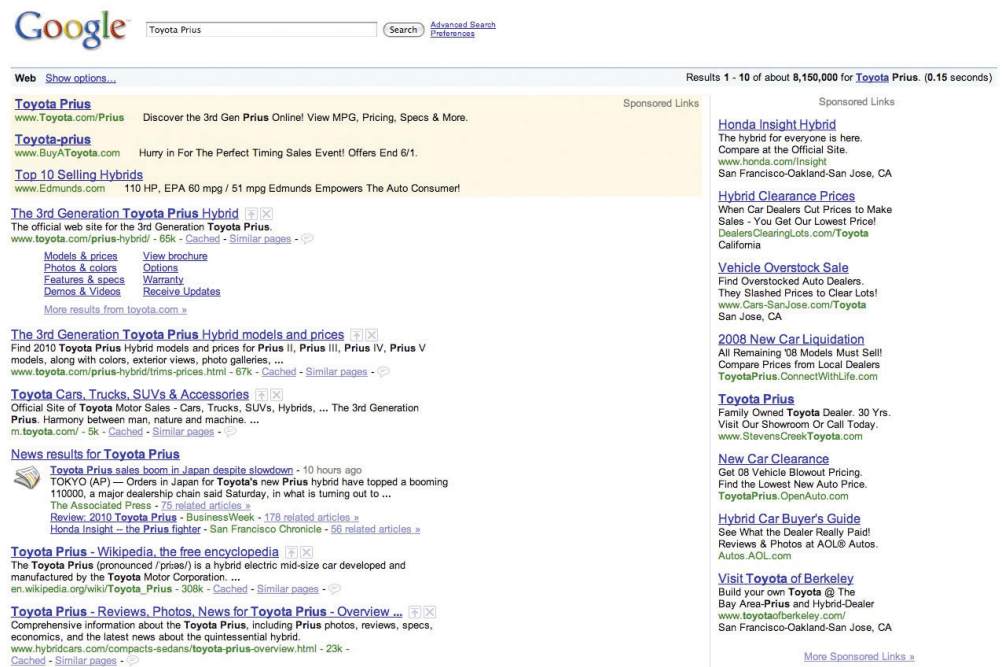 Google
Toyota Prius
Search
Advanced Search
Preferences
Web Show options...
Results 1 - 10 of about 8,150,000 for Toyota Prius. (0.15 seconds)
Sponsored Links
Toyota Prius
www.Toyota.com/Prius Discover the 3rd Gen Prius Online! View MPG, Pricing, Specs & More.
Toyota-prius
www.BuyAToyota.com Hurry in For The Perfect Timing Sales Event! Offers End 6/1.
Top 10 Selling Hybrids
www.Edmunds.com 110 HP, EPA 60 mpg / 51 mpg Edmunds Empowers The Auto Consumer!
The 3rd Generation Toyota Prius Hybrid
The official web site for the 3rd Generation Toyota Prius.
www.toyota.com/prius-hybrid/ - 65k - Cached - Similar pages -
Models & prices View brochure
Photos & colors Options
Features & specs Warranty
Demos & Videos Receive Updates
More results from toyota.com »
The 3rd Generation Toyota Prius Hybrid models and prices
Find 2010 Toyota Prius Hybrid models and prices for Prius II, Prius III, Prius IV, Prius V
models, along with colors, exterior views, photo galleries, ...
www.toyota.com/prius-hybrid/trims-prices.html - 67k - Cached - Similar pages -
Toyota Cars, Trucks, SUVs & Accessories
Official Site of Toyota Motor Sales - Cars, Trucks, SUVs, Hybrids, ... The 3rd Generation
Prius. Harmony between man, nature and machine. ...
m.toyota.com/ - 5k - Cached - Similar pages -
News results for Toyota Prius
Toyota Prius sales boom in Japan despite slowdown - 10 hours ago
TOKYO (AP) — Orders in Japan for Toyota's new Prius hybrid have topped a booming
110000, a major dealership chain said Saturday, in what is turning out to ...
The Associated Press - 75 related articles »
Review: 2010 Toyota Prius - BusinessWeek - 178 related articles »
Honda Insight -- the Prius fighter - San Francisco Chronicle - 56 related articles »
Toyota Prius - Wikipedia, the free encyclopedia
The Toyota Prius (pronounced /ˈpriəs/) is a hybrid electric mid-size car developed and
manufactured by the Toyota Motor Corporation. ...
en.wikipedia.org/wiki/Toyota_Prius - 308k - Cached - Similar pages -
Toyota Prius - Reviews, Photos, News for Toyota Prius - Overview ...
Comprehensive information about the Toyota Prius, including Prius photos, reviews, specs,
economics, and the latest news about the quintessential hybrid.
www.hybridcars.com/compacts-sedans/toyota-prius-overview.html - 23k -
Cached - Similar pages -
Sponsored Links
Honda Insight Hybrid
The hybrid for everyone is here.
Compare at the Official Site.
www.honda.com/Insight
San Francisco-Oakland-San Jose, CA
Hybrid Clearance Prices
When Car Dealers Cut Prices to Make
Sales - You Get Our Lowest Price!
DealersClearingLots.com/Toyota
California
Vehicle Overstock Sale
Find Overstocked Auto Dealers.
They Slashed Prices to Clear Lots!
www.Cars-SanJose.com/Toyota
San Jose, CA
2008 New Car Liquidation
All Remaining '08 Models Must Sell!
Compare Prices from Local Dealers
ToyotaPrius.ConnectWithLife.com
Toyota Prius
Family Owned Toyota Dealer. 30 Yrs.
Visit Our Showroom Or Call Today.
www.StevensCreekToyota.com
New Car Clearance
Get 08 Vehicle Blowout Pricing.
Find the Lowest New Auto Price.
ToyotaPrius.OpenAuto.com
Hybrid Car Buyer's Guide
See What the Dealer Really Paid!
Reviews & Photos at AOL® Autos.
Autos.AOL.com
Visit Toyota of Berkeley
Build your own Toyota @ The
Bay Area-Prius and Hybrid-Dealer
www.toyotaofberkeley.com/
San Francisco-Oakland-San Jose, CA
More Sponsored Links »